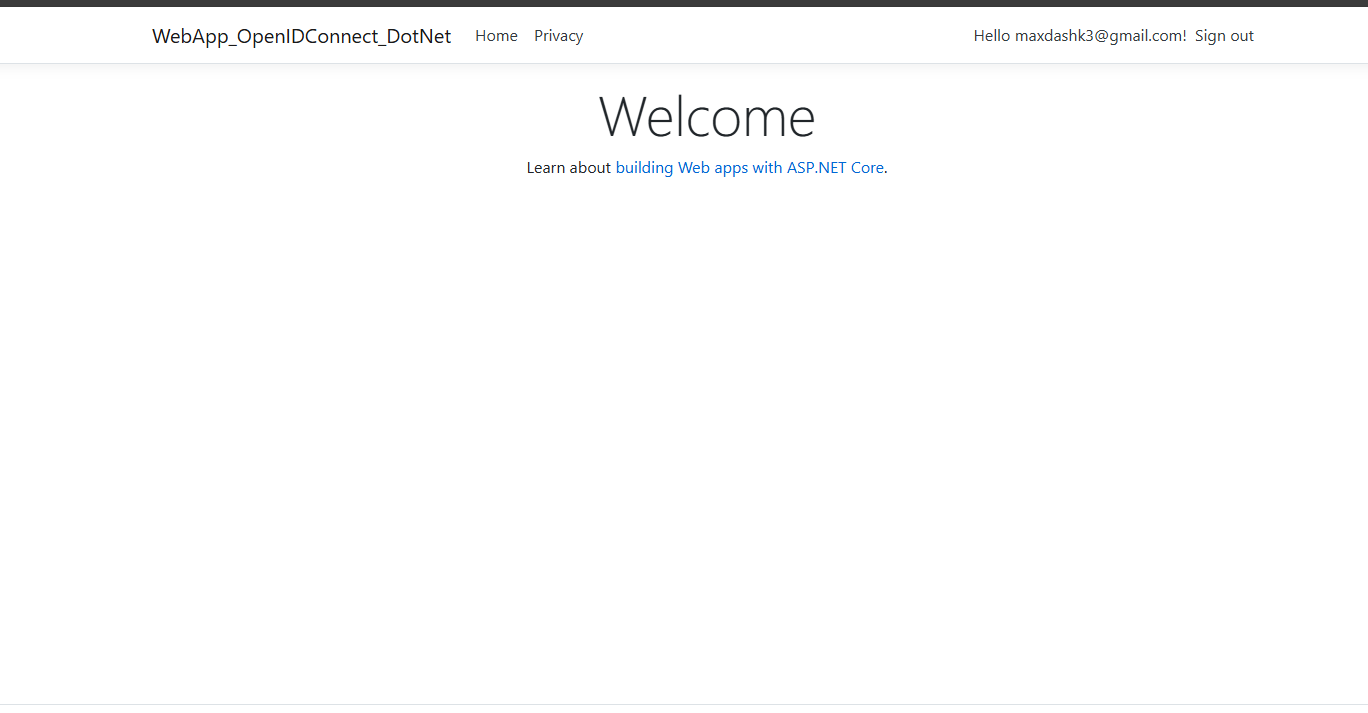 WebApp_OpenIDConnect_DotNet Home Privacy Hello maxdashk3@gmail.com! Sign out
Welcome
Learn about building Web apps with ASP.NET Core.